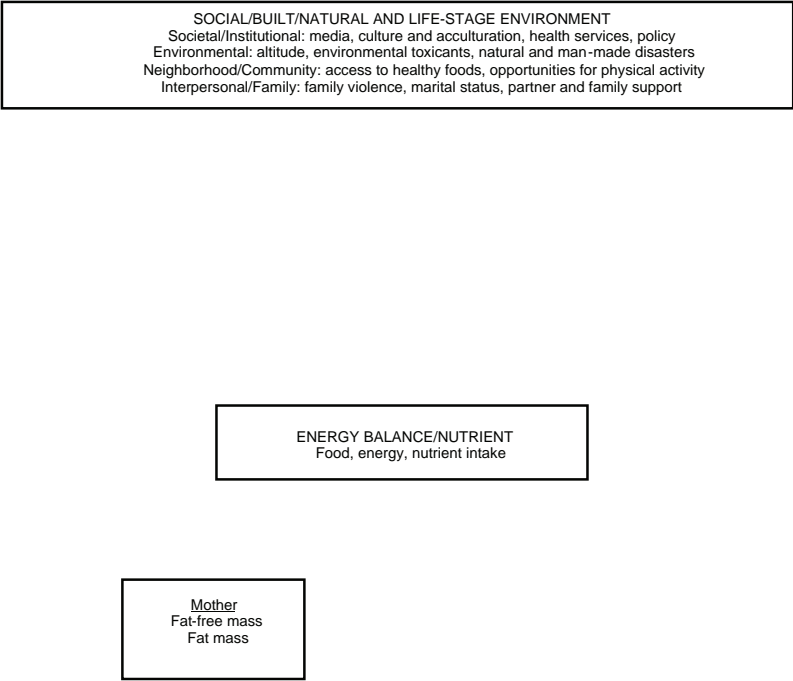 SOCIAL/BUILT/NATURAL AND LIFE-STAGE ENVIRONMENT
Societal/Institutional: media, culture and acculturation, health services, policy
Environmental: altitude, environmental toxicants, natural and man-made disasters
Neighborhood/Community: access to healthy foods, opportunities for physical activity
Interpersonal/Family: family violence, marital status, partner and family support
ENERGY BALANCE/NUTRIENT
Food, energy, nutrient intake
Mother
Fat-free mass
Fat mass